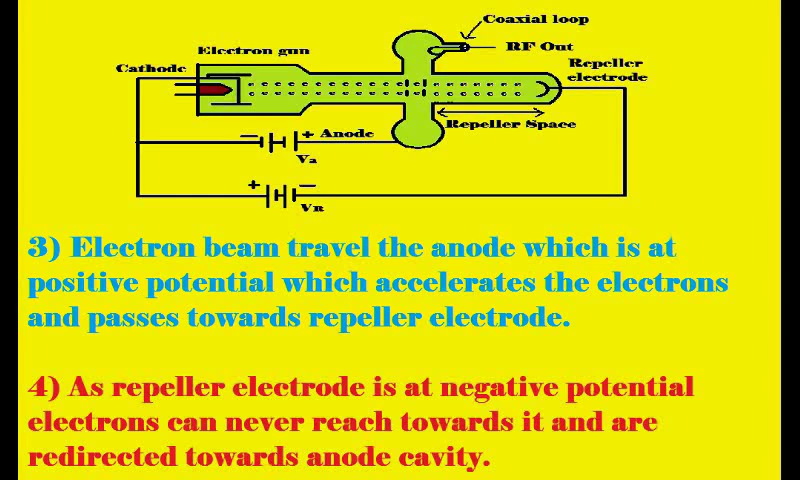 Coaxial loop
Electron gun
RF Out
Cathode
Repeller
electrode
Repeller Space
− + Anode
Va
+ −
VR
3) Electron beam travel the anode which is at
positive potential which accelerates the electrons
and passes towards repeller electrode.
4) As repeller electrode is at negative potential
electrons can never reach towards it and are
redirected towards anode cavity.